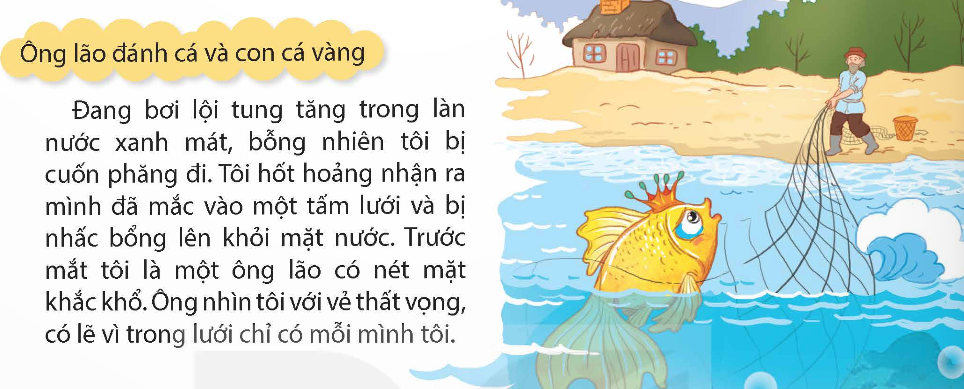 Ông lão đánh cá và con cá vàng
Đang bơi lội tung tăng trong làn
nước xanh mát, bỗng nhiên tôi bị
cuốn phăng đi. Tôi hốt hoảng nhận ra
mình đã mắc vào một tấm lưới và bị
nhấc bổng lên khỏi mặt nước. Trước
mắt tôi là một ông lão có nét mặt
khắc khổ. Ông nhìn tôi với vẻ thất vọng,
có lẽ vì trong lưới chỉ có mỗi mình tôi.